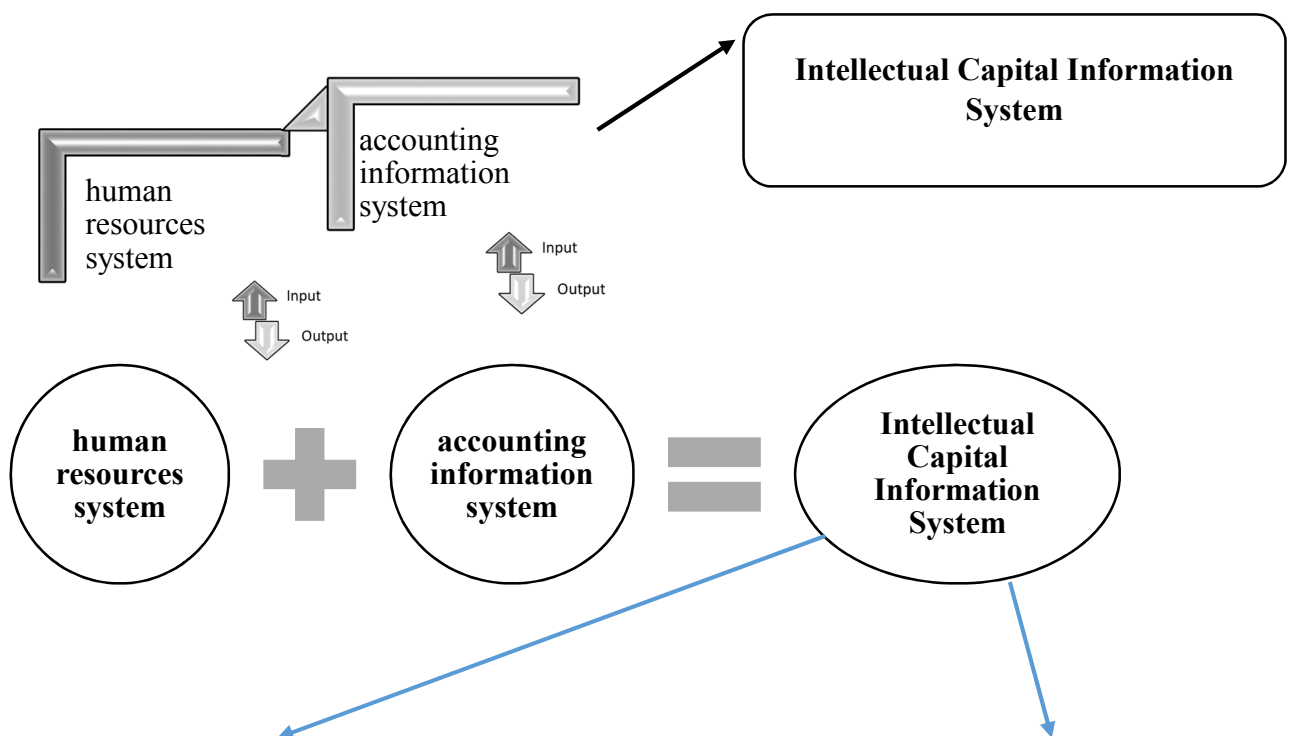 Intellectual Capital Information
System
accounting
information
system
human
resources
system
Input
Output
Input
Output
human
resources
system
accounting
information
system
Intellectual
Capital
Information
System